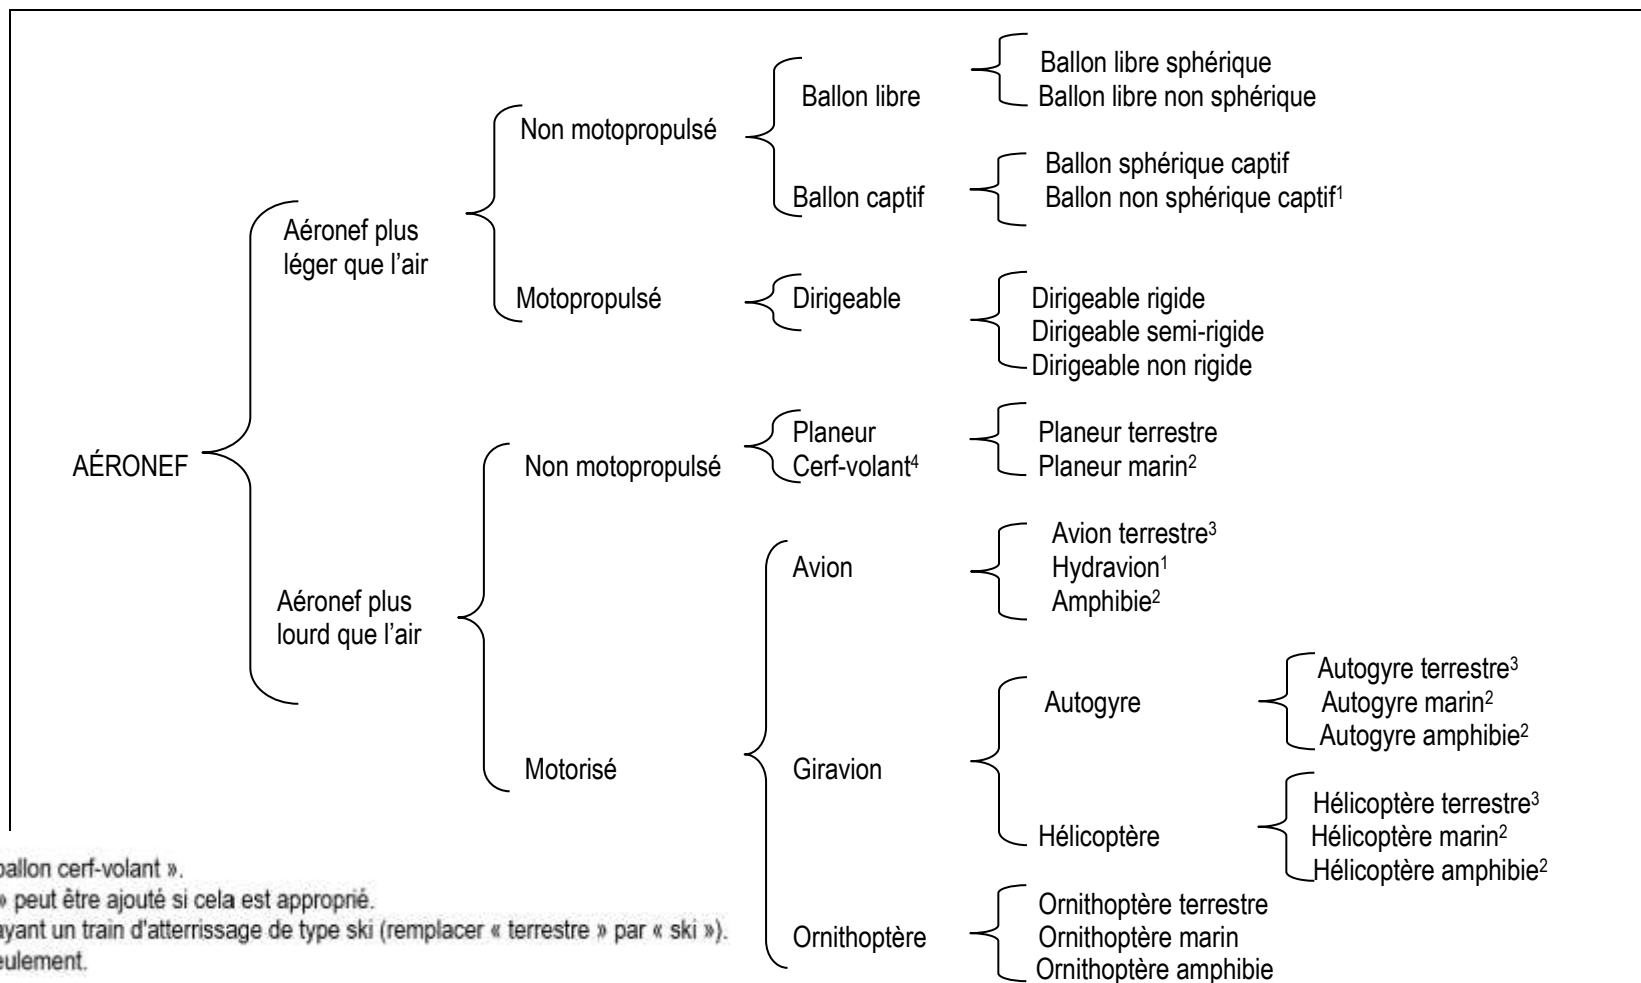 Ballon libre sphérique
Ballon libre non sphérique
Ballon libre
Non motopropulsé
Ballon sphérique captif
Ballon non sphérique captif¹
Ballon captif
Aéronef plus
léger que l’air
Motopropulsé
Dirigeable
Dirigeable rigide
Dirigeable semi-rigide
Dirigeable non rigide
AÉRONEF
Non motopropulsé
Planeur
Cerf-volant⁴
Planeur terrestre
Planeur marin²
Avion
Avion terrestre³
Hydravion¹
Amphibie²
Aéronef plus
lourd que l’air
Motorisé
Giravion
Autogyre
Autogyre terrestre³
Autogyre marin²
Autogyre amphibie²
Hélicoptère
Hélicoptère terrestre³
Hélicoptère marin²
Hélicoptère amphibie²
Ornithoptère
Ornithoptère terrestre
Ornithoptère marin
Ornithoptère amphibie
ballon cerf-volant ».
» peut être ajouté si cela est approprié.
ayant un train d'atterrissage de type ski (remplacer « terrestre » par « ski »).
eulement.